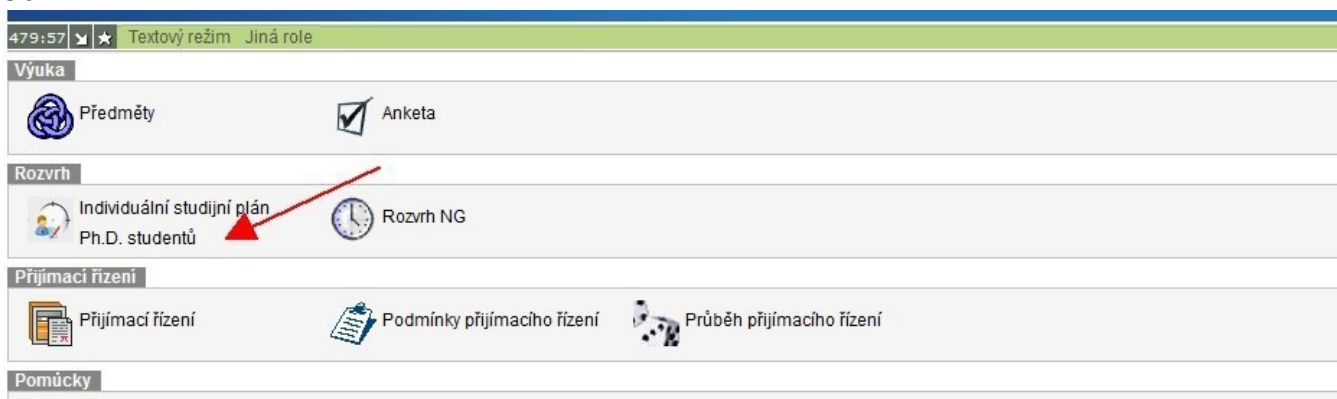 479:57 Textový režim Jiná role
Výuka
Předměty Anketa
Rozvrh
Individuální studijní plán
Ph.D. studentů
Rozvrh NG
Přijímací řízení
Přijímací řízení Podmínky přijímacího řízení Průběh přijímacího řízení
Pomůcky